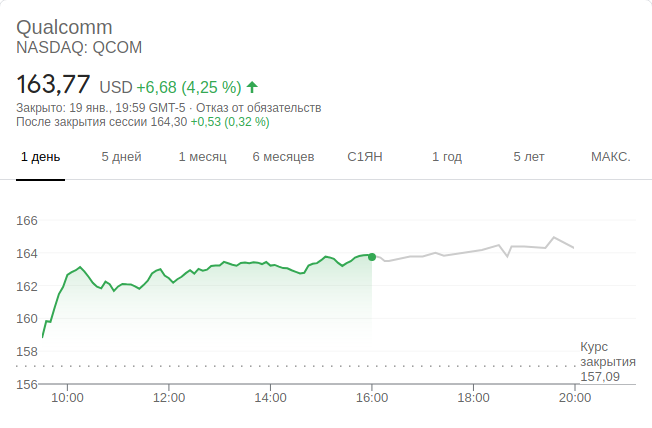 Qualcomm
NASDAQ: QCOM
163,77 USD +6,68 (4,25 %)
Закрыто: 19 янв., 19:59 GMT-5 · Отказ от обязательств
После закрытия сессии 164,30 +0,53 (0,32 %)
1 день 5 дней 1 месяц 6 месяцев С1ЯН 1 год 5 лет МАКС.
166
164
162
160
158
Курс
закрытия
157,09
156
10:00 12:00 14:00 16:00 18:00 20:00